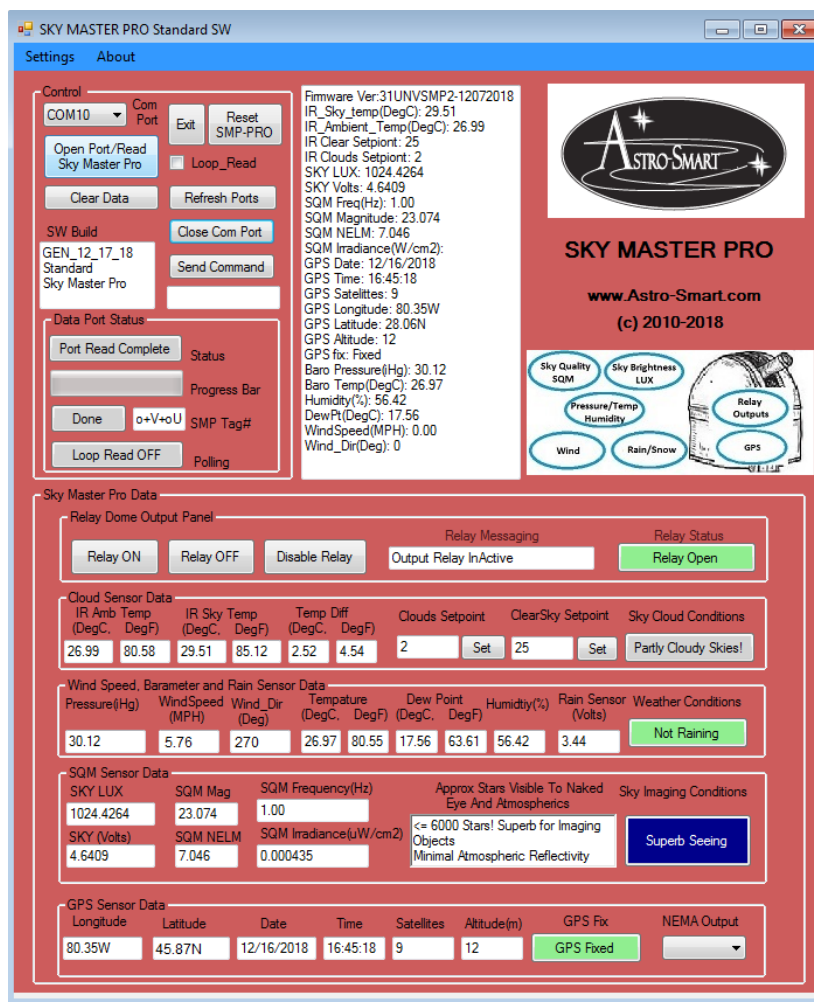 SKY MASTER PRO Standard SW
Settings About
Control
COM10
Com
Port
Exit
Reset
SMP-PRO
Open Port/Read
Sky Master Pro
Loop_Read
Clear Data
Refresh Ports
SW Build
Close Com Port
GEN_12_17_18
Standard
Sky Master Pro
Send Command
Data Port Status
Port Read Complete
Status
Progress Bar
Done
o+V+oU
SMP Tag#
Loop Read OFF
Polling
Firmware Ver:31UNVSMP2-12072018
IR_Sky_temp(DegC): 29.51
IR_Ambient_Temp(DegC): 26.99
IR Clear Setpiont: 25
IR Clouds Setpiont: 2
SKY LUX: 1024.4264
SKY Volts: 4.6409
SQM Freq(Hz): 1.00
SQM Magnitude: 23.074
SQM NELM: 7.046
SQM Irradiance(W/cm2):
GPS Date: 12/16/2018
GPS Time: 16:45:18
GPS Satelittes: 9
GPS Longitude: 80.35W
GPS Latitude: 28.06N
GPS Altitude: 12
GPS fix: Fixed
Baro Pressure(iHg): 30.12
Baro Temp(DegC): 26.97
Humidity(%): 56.42
DewPt(DegC): 17.56
WindSpeed(MPH): 0.00
Wind_Dir(Deg): 0
ASTRO-SMART
SKY MASTER PRO
www.Astro-Smart.com
(c) 2010-2018
Sky Quality
SQM
Sky Brightness
LUX
Pressure/Temp
Humidity
Relay
Outputs
Wind
Rain/Snow
GPS
Sky Master Pro Data
Relay Dome Output Panel
Relay Messaging
Relay Status
Relay ON
Relay OFF
Disable Relay
Output Relay InActive
Relay Open
Cloud Sensor Data
IR Amb Temp
(DegC, DegF)
IR Sky Temp
(DegC, DegF)
Temp Diff
(DegC, DegF)
Clouds Setpoint
ClearSky Setpoint
Sky Cloud Conditions
26.99 80.58 29.51 85.12 2.52 4.54 2 Set 25 Set Partly Cloudy Skies!
Wind Speed, Barameter and Rain Sensor Data
Pressure(iHg)
WindSpeed
(MPH)
Wind_Dir
(Deg)
Tempature
(DegC, DegF)
Dew Point
(DegC, DegF)
Humidtiy(%)
Rain Sensor
(Volts)
Weather Conditions
30.12 5.76 270 26.97 80.55 17.56 63.61 56.42 3.44 Not Raining
SQM Sensor Data
SKY LUX
SQM Mag
SQM Frequency(Hz)
Approx Stars Visible To Naked
Eye And Atmospherics
Sky Imaging Conditions
1024.4264 23.074 1.00
SKY (Volts)
SQM NELM
SQM Irradiance(uW/cm2)
4.6409 7.046 0.000435
<= 6000 Stars! Superb for Imaging
Objects
Minimal Atmospheric Reflectivity
Superb Seeing
GPS Sensor Data
Longitude Latitude Date Time Satellites Altitude(m) GPS Fix NEMA Output
80.35W 45.87N 12/16/2018 16:45:18 9 12 GPS Fixed